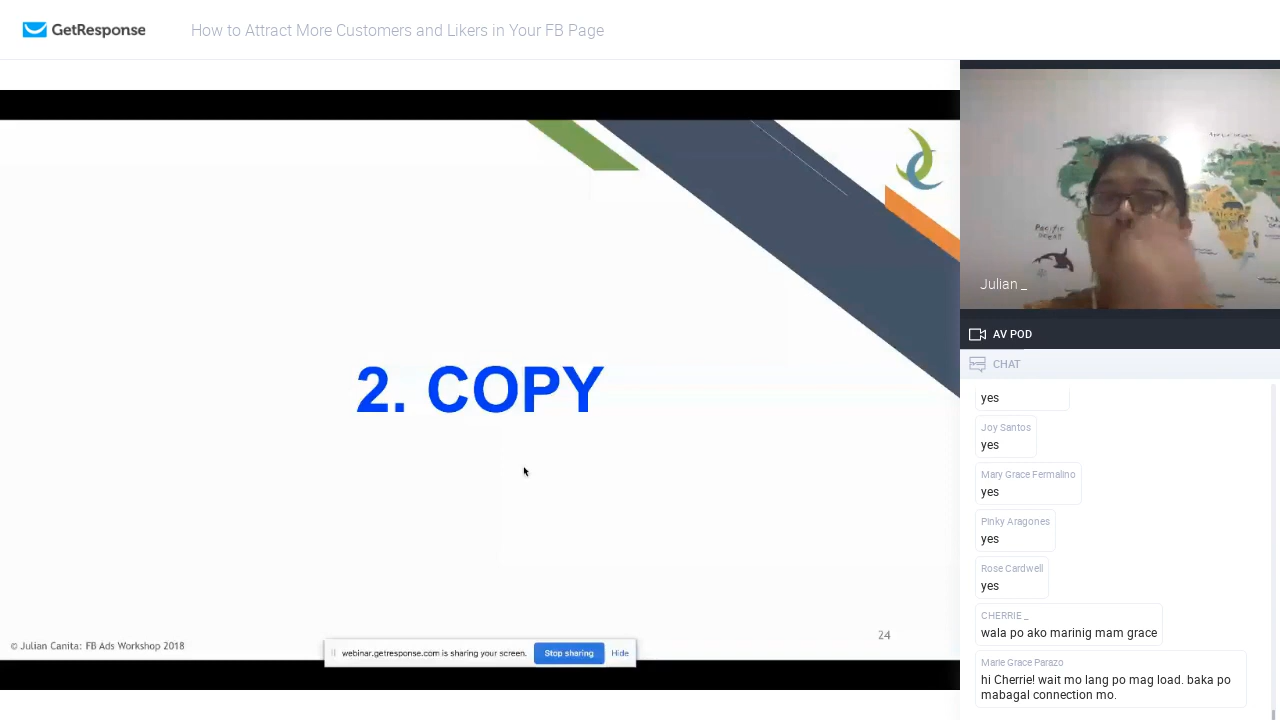 GetResponse
How to Attract More Customers and Likers in Your FB Page
2. COPY
© Julian Canita: FB Ads Workshop 2018
24
webinar.getresponse.com is sharing your screen.
Stop sharing
Hide
Pacific
Ocean
Julian _
AV POD
CHAT
yes
Joy Santos
yes
Mary Grace Fermalino
yes
Pinky Aragones
yes
Rose Cardwell
yes
CHERRIE _
wala po ako marinig mam grace
Marie Grace Parazo
hi Cherrie! wait mo lang po mag load. baka po
mabagal connection mo.